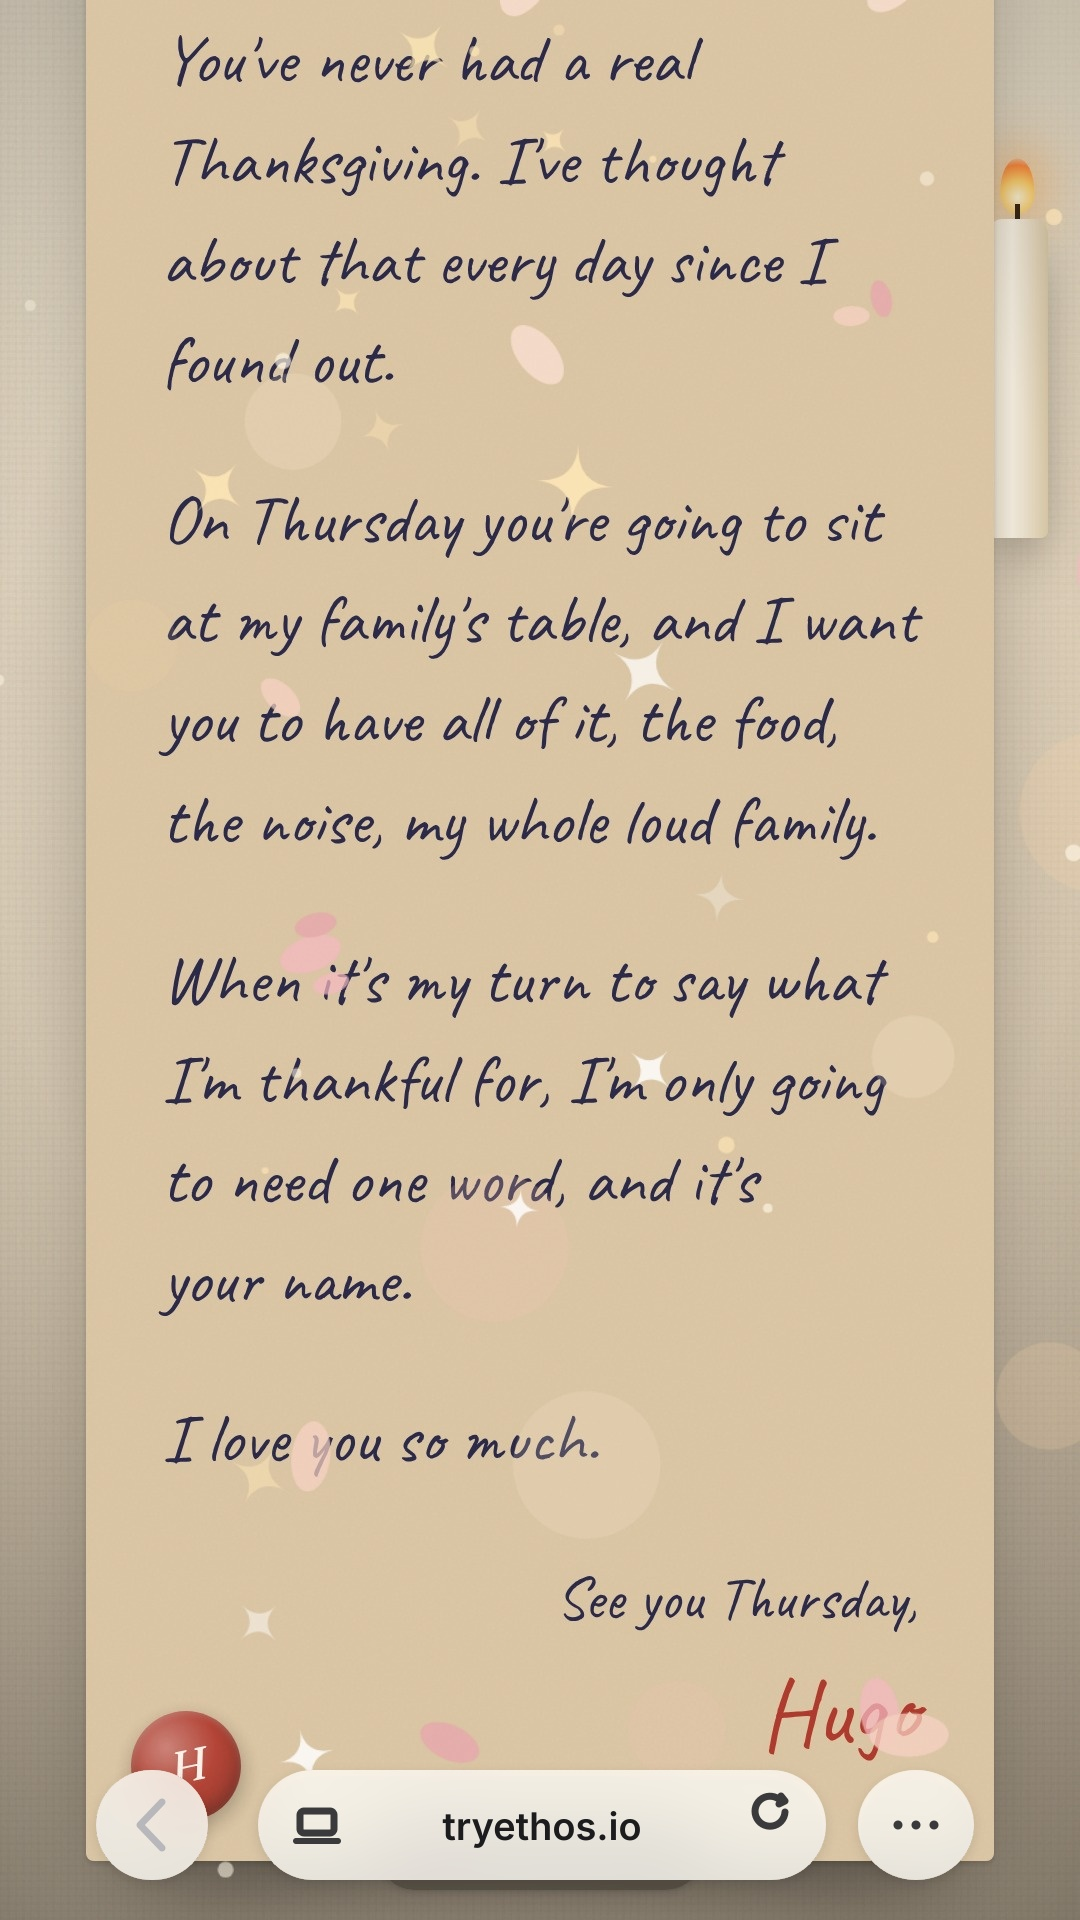 You've never had a real
Thanksgiving. I've thought
about that every day since I
found out.
On Thursday you're going to sit
at my family's table, and I want
you to have all of it, the food,
the noise, my whole loud family.
When it's my turn to say what
I'm thankful for, I'm only going
to need one word, and it's
your name.
I love you so much.
See you Thursday,
Hugo
H
tryethos.io